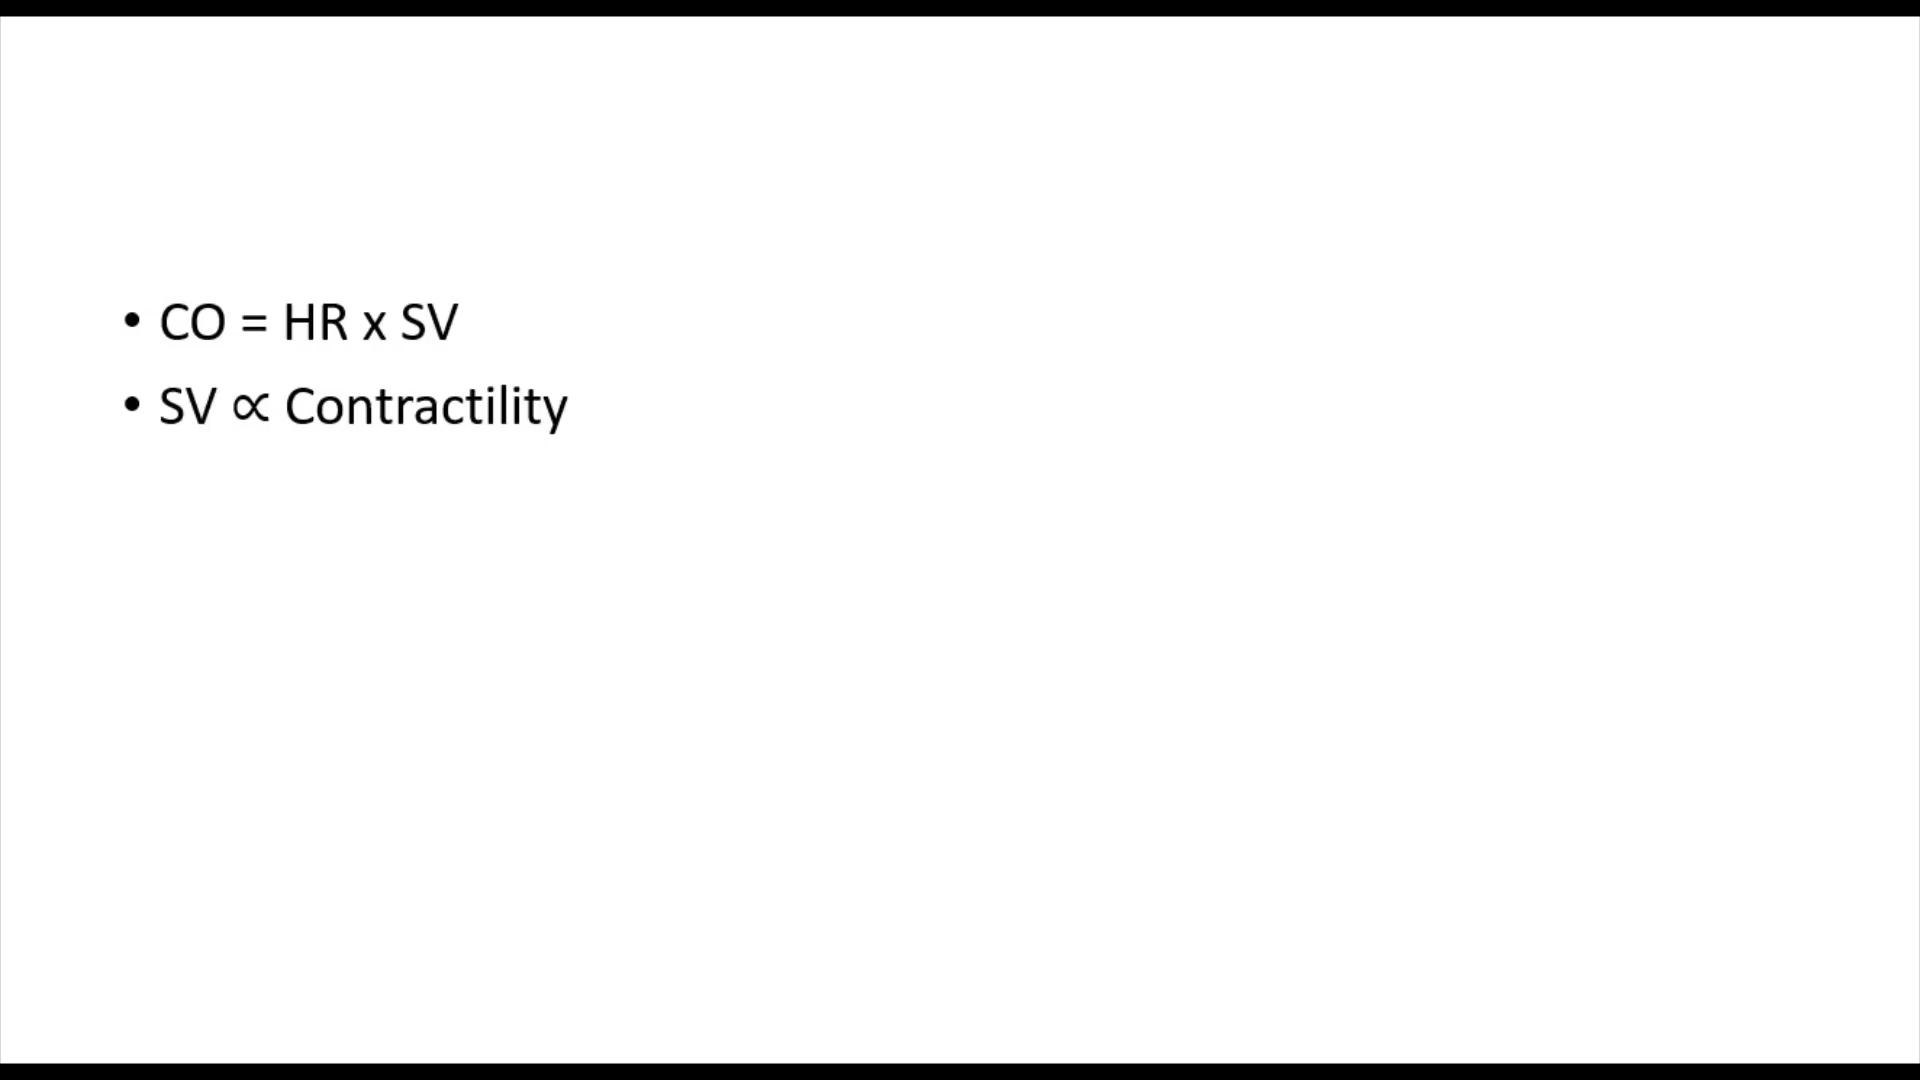 • CO = HR x SV
• SV ∝ Contractility